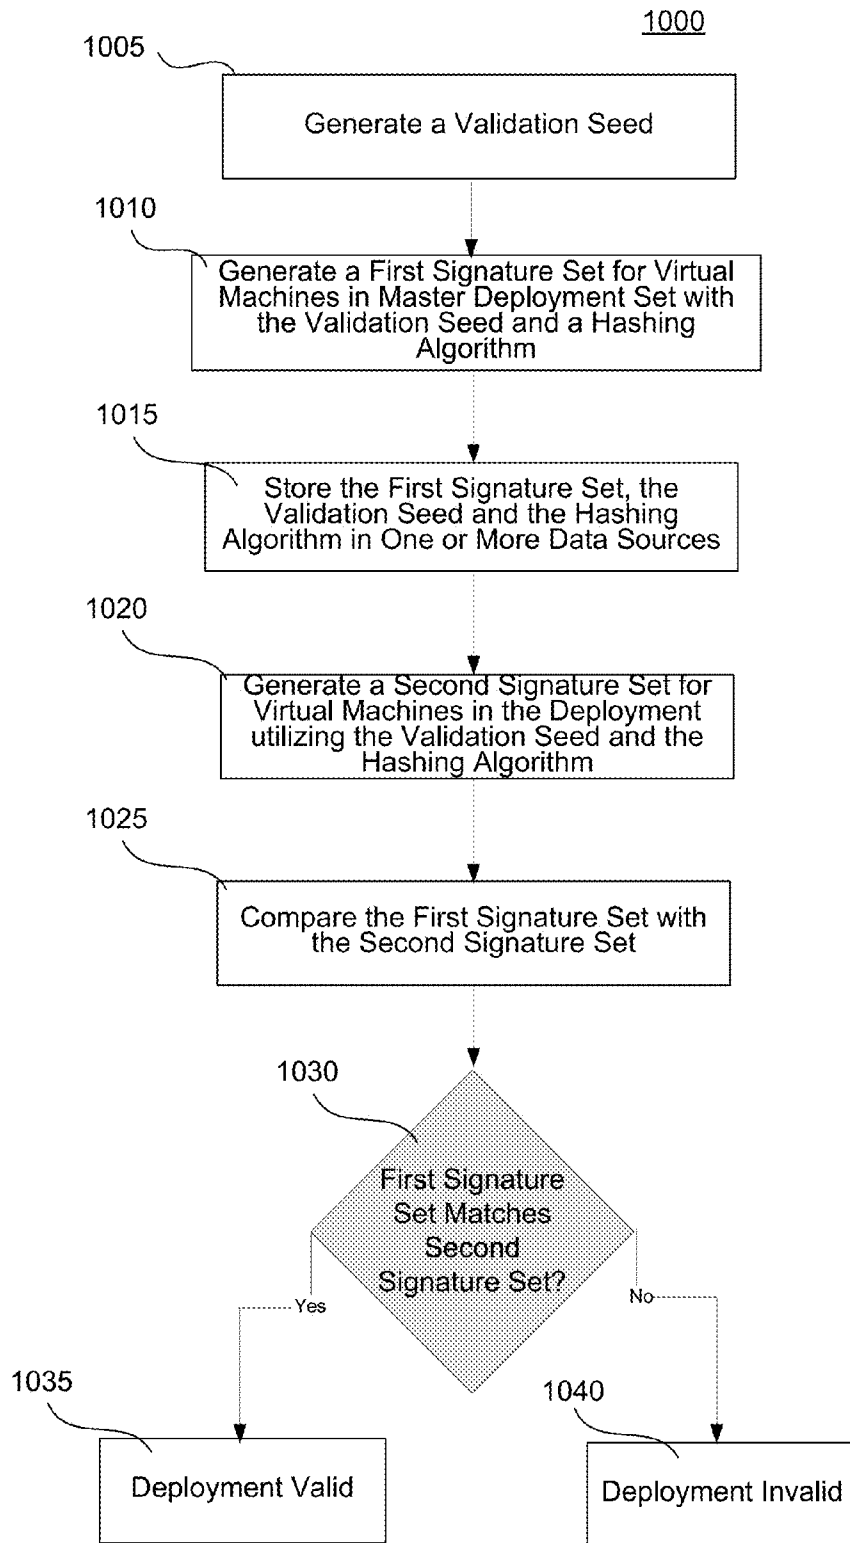 1000
1005
Generate a Validation Seed
1010
Generate a First Signature Set for Virtual
Machines in Master Deployment Set with
the Validation Seed and a Hashing
Algorithm
1015
Store the First Signature Set, the
Validation Seed and the Hashing
Algorithm in One or More Data Sources
1020
Generate a Second Signature Set for
Virtual Machines in the Deployment
utilizing the Validation Seed and the
Hashing Algorithm
1025
Compare the First Signature Set with
the Second Signature Set
1030
First Signature
Set Matches
Second
Signature Set?
Yes
No
1035
Deployment Valid
1040
Deployment Invalid